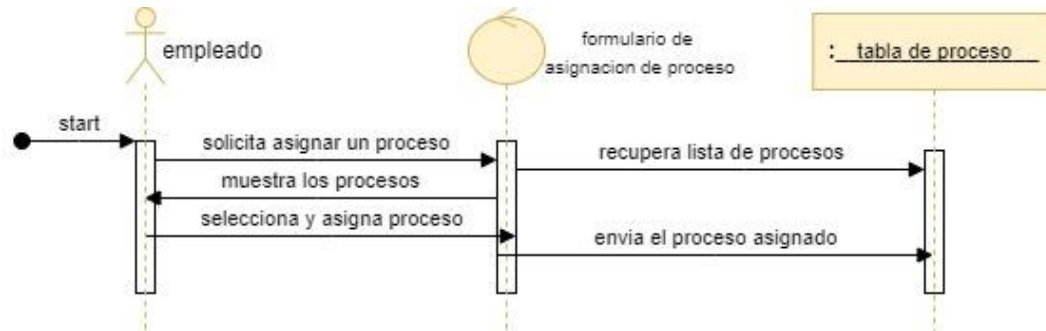 empleado
formulario de
asignacion de proceso
: tabla de proceso
start
solicita asignar un proceso
recupera lista de procesos
muestra los procesos
selecciona y asigna proceso
envia el proceso asignado